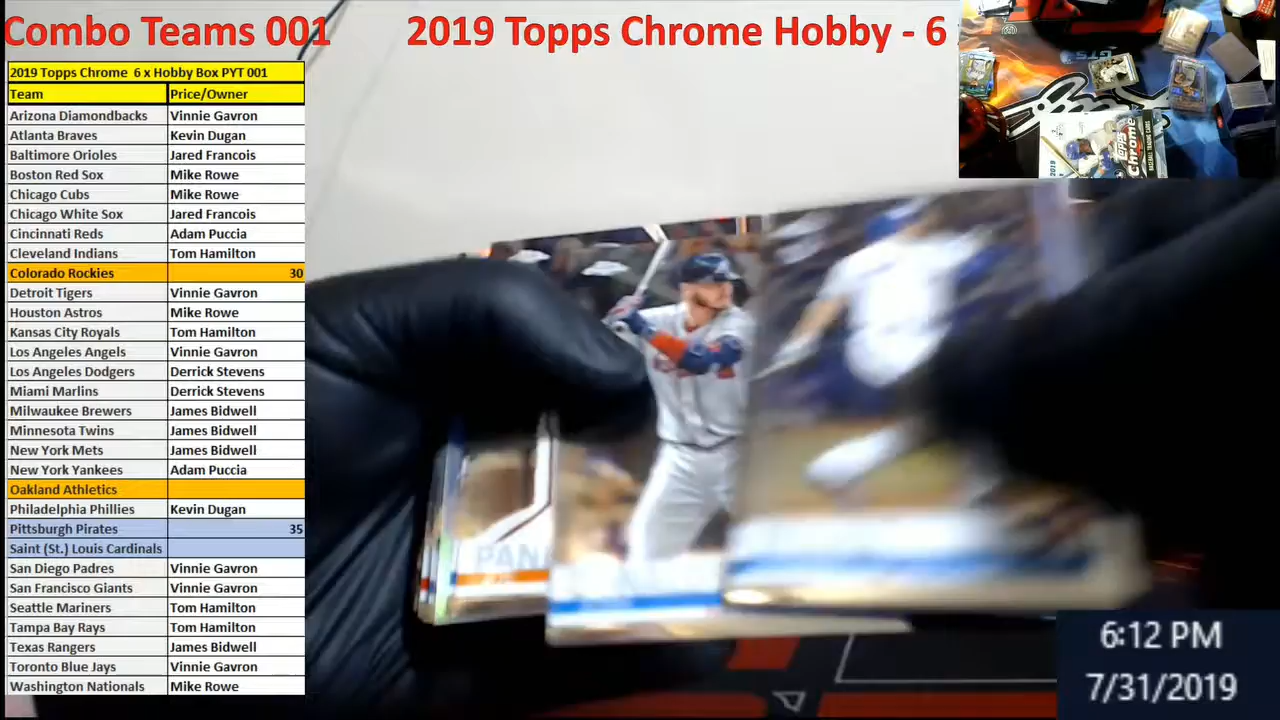 Combo Teams 001
2019 Topps Chrome Hobby - 6
2019 Topps Chrome 6 x Hobby Box PYT 001
Team Price/Owner
Arizona Diamondbacks Vinnie Gavron
Atlanta Braves Kevin Dugan
Baltimore Orioles Jared Francois
Boston Red Sox Mike Rowe
Chicago Cubs Mike Rowe
Chicago White Sox Jared Francois
Cincinnati Reds Adam Puccia
Cleveland Indians Tom Hamilton
Colorado Rockies 30
Detroit Tigers Vinnie Gavron
Houston Astros Mike Rowe
Kansas City Royals Tom Hamilton
Los Angeles Angels Vinnie Gavron
Los Angeles Dodgers Derrick Stevens
Miami Marlins Derrick Stevens
Milwaukee Brewers James Bidwell
Minnesota Twins James Bidwell
New York Mets James Bidwell
New York Yankees Adam Puccia
Oakland Athletics
Philadelphia Phillies Kevin Dugan
Pittsburgh Pirates 35
Saint (St.) Louis Cardinals
San Diego Padres Vinnie Gavron
San Francisco Giants Vinnie Gavron
Seattle Mariners Tom Hamilton
Tampa Bay Rays Tom Hamilton
Texas Rangers James Bidwell
Toronto Blue Jays Vinnie Gavron
Washington Nationals Mike Rowe
2019
TOPPS
Chrome
PAN
6:12 PM
7/31/2019